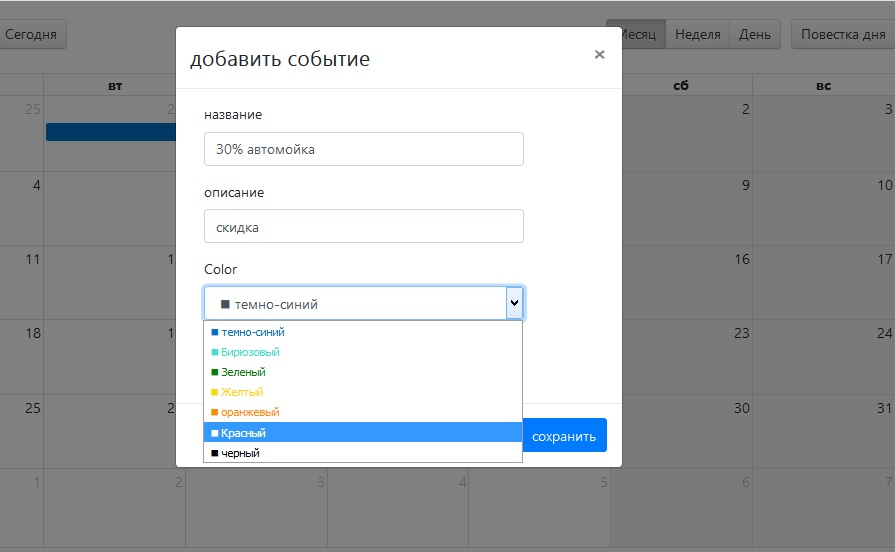 Сегодня
Месяц Неделя День Повестка дня
добавить событие ×
вт сб вс
25 2 2 3
название
30% автомойка
4 9 10
описание
скидка
11 1 16 17
Color
темно-синий
18 1 23 24
темно-синий
Бирюзовый
Зеленый
Желтый
оранжевый
25 2 30 31
Красный
сохранить
черный
1 2 3 4 5 6 7